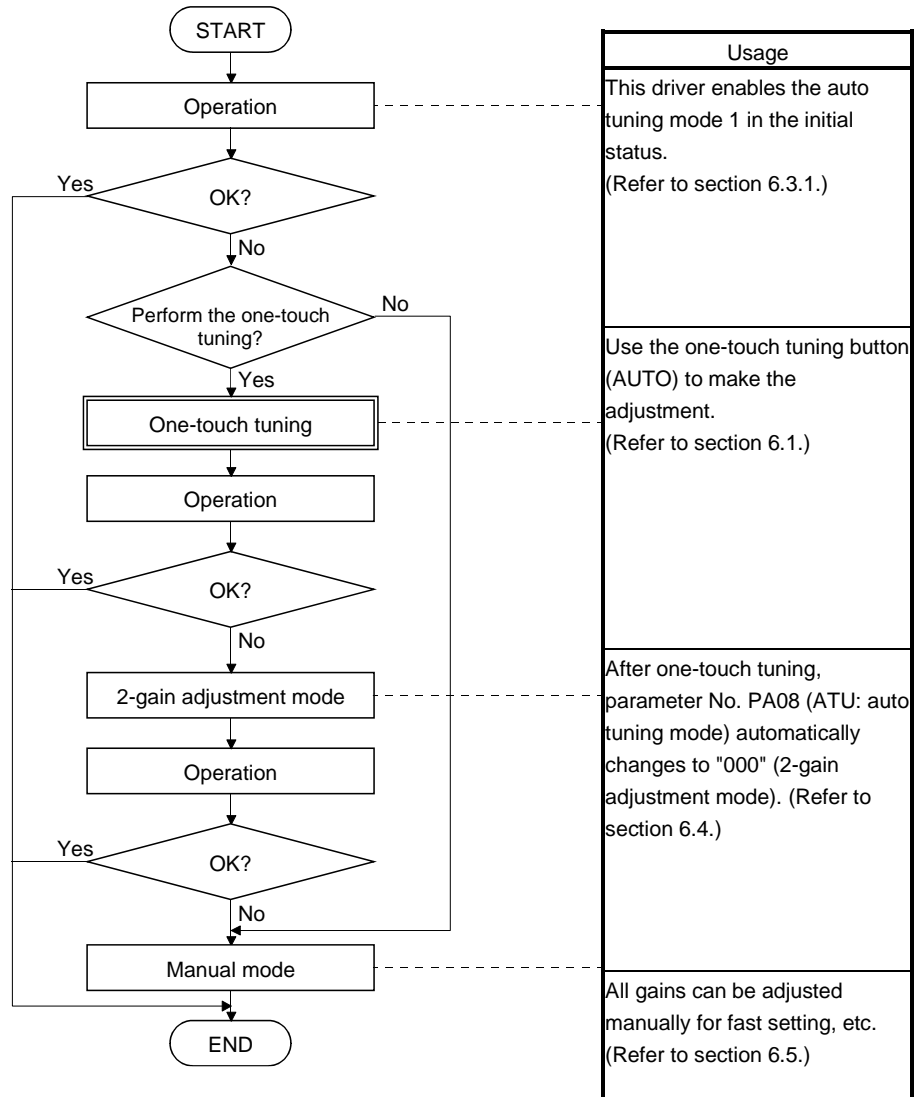 START
Operation
Yes
OK?
No
Perform the one-touch
tuning?
No
Yes
One-touch tuning
Operation
Yes
OK?
No
2-gain adjustment mode
Operation
Yes
OK?
No
Manual mode
END
Usage
This driver enables the auto
tuning mode 1 in the initial
status.
(Refer to section 6.3.1.)
Use the one-touch tuning button
(AUTO) to make the
adjustment.
(Refer to section 6.1.)
After one-touch tuning,
parameter No. PA08 (ATU: auto
tuning mode) automatically
changes to "000" (2-gain
adjustment mode). (Refer to
section 6.4.)
All gains can be adjusted
manually for fast setting, etc.
(Refer to section 6.5.)